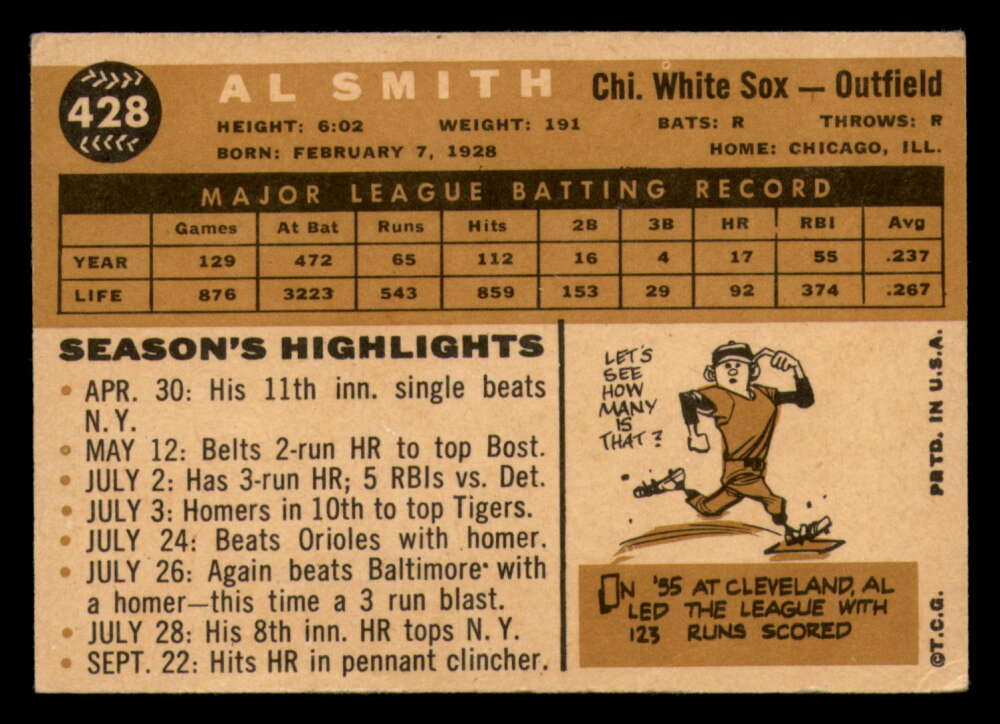 428
AL SMITH
Chi. White Sox — Outfield
HEIGHT: 6:02 WEIGHT: 191 BATS: R THROWS: R
BORN: FEBRUARY 7, 1928 HOME: CHICAGO, ILL.
MAJOR LEAGUE BATTING RECORD
Games At Bat Runs Hits 2B 3B HR RBI Avg
YEAR 129 472 65 112 16 4 17 55 .237
LIFE 876 3223 543 859 153 29 92 374 .267
SEASON'S HIGHLIGHTS
• APR. 30: His 11th inn. single beats
N.Y.
• MAY 12: Belts 2-run HR to top Bost.
• JULY 2: Has 3-run HR; 5 RBIs vs. Det.
• JULY 3: Homers in 10th to top Tigers.
• JULY 24: Beats Orioles with homer.
• JULY 26: Again beats Baltimore with
a homer—this time a 3 run blast.
• JULY 28: His 8th inn. HR tops N.Y.
• SEPT. 22: Hits HR in pennant clincher.
LET'S
SEE
HOW
MANY
IS
THAT?
IN '55 AT CLEVELAND, AL
LED THE LEAGUE WITH
123 RUNS SCORED
©T.C.G. PRTD. IN U.S.A.